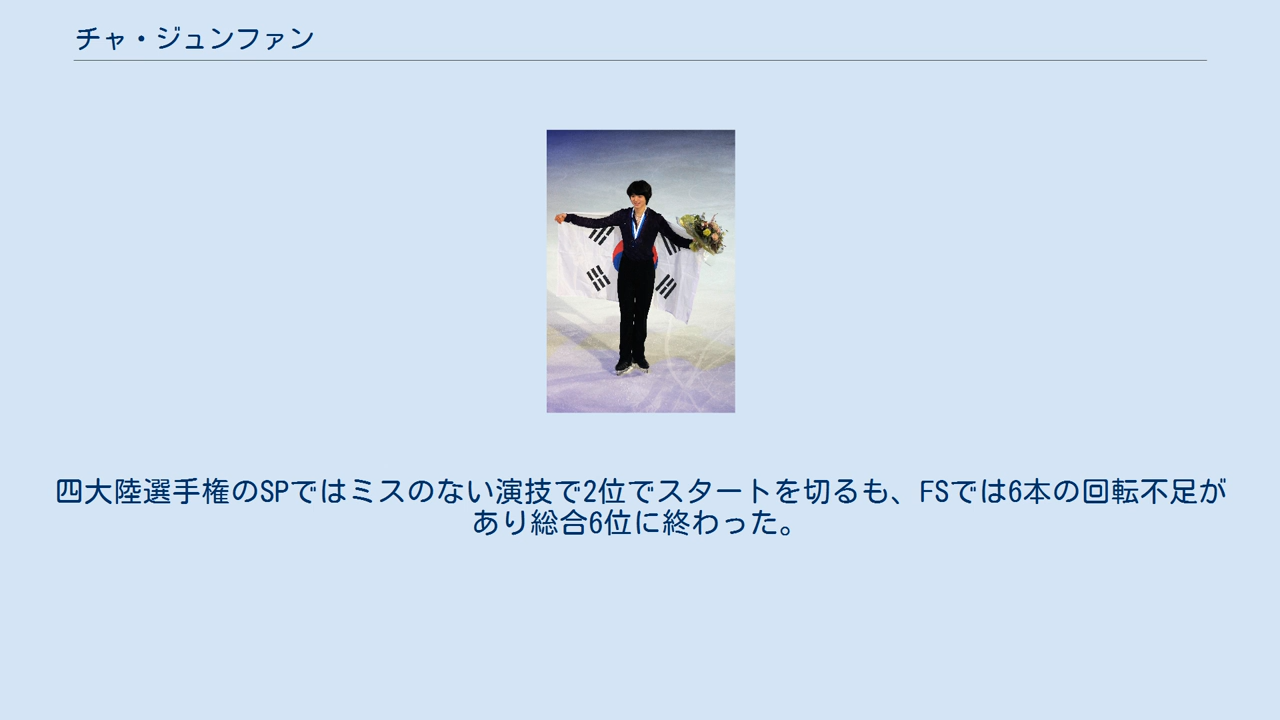 チャ・ジュンファン
四大陸選手権のSPではミスのない演技で2位でスタートを切るも、FSでは6本の回転不足が
あり総合6位に終わった。